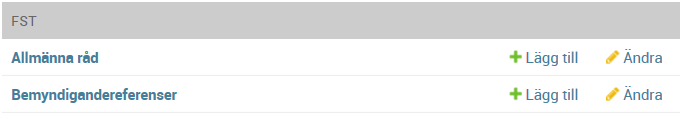 FST
Allmänna råd Lägg till Ändra
Bemyndigandereferenser Lägg till Ändra